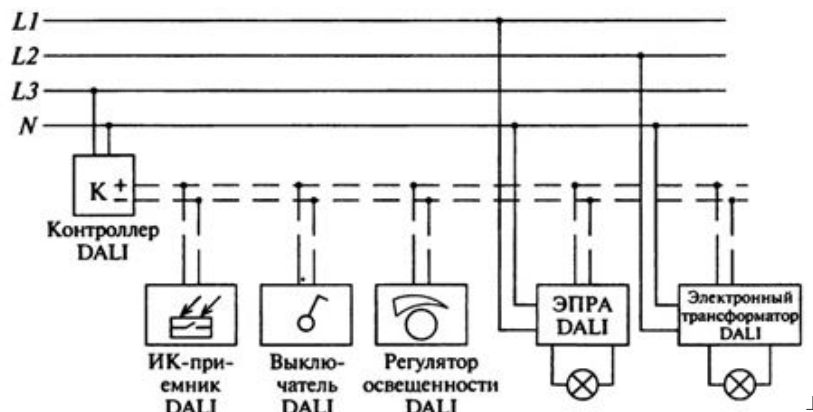 L1
L2
L3
N
K + −
Контроллер
DALI
ИК-при-
емник
DALI
Выклю-
чатель
DALI
Регулятор
освещенности
DALI
ЭПРА
DALI
Электронный
трансформатор
DALI